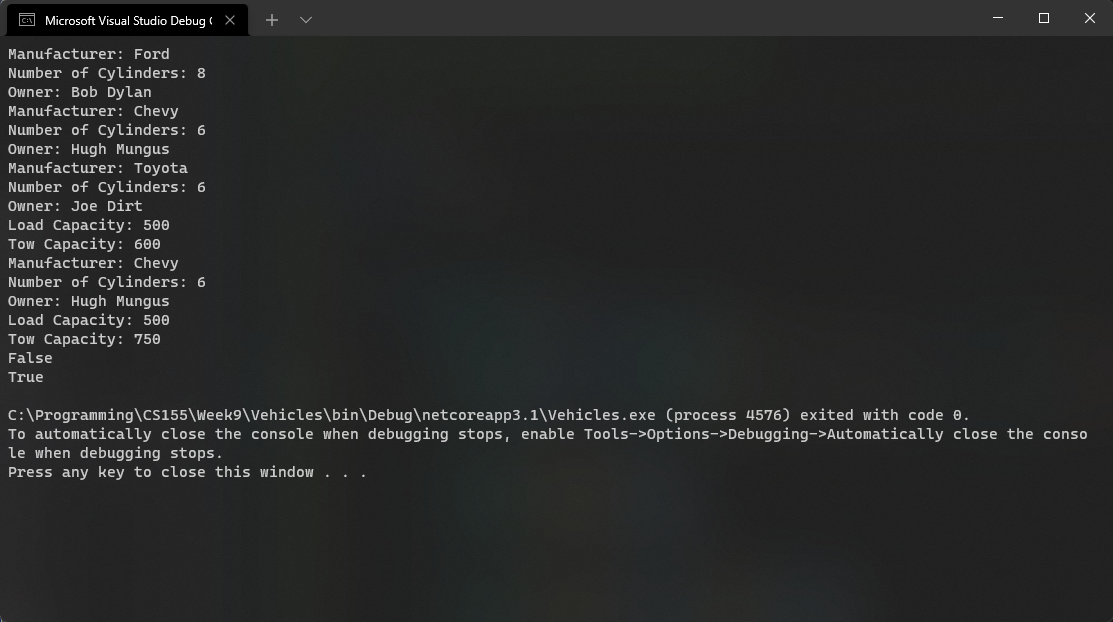 Microsoft Visual Studio Debug
Manufacturer: Ford
Number of Cylinders: 8
Owner: Bob Dylan
Manufacturer: Chevy
Number of Cylinders: 6
Owner: Hugh Mungus
Manufacturer: Toyota
Number of Cylinders: 6
Owner: Joe Dirt
Load Capacity: 500
Tow Capacity: 600
Manufacturer: Chevy
Number of Cylinders: 6
Owner: Hugh Mungus
Load Capacity: 500
Tow Capacity: 750
False
True
C:\Programming\CS155\Week9\Vehicles\bin\Debug\netcoreapp3.1\Vehicles.exe (process 4576) exited with code 0.
To automatically close the console when debugging stops, enable Tools->Options->Debugging->Automatically close the conso
le when debugging stops.
Press any key to close this window . . .